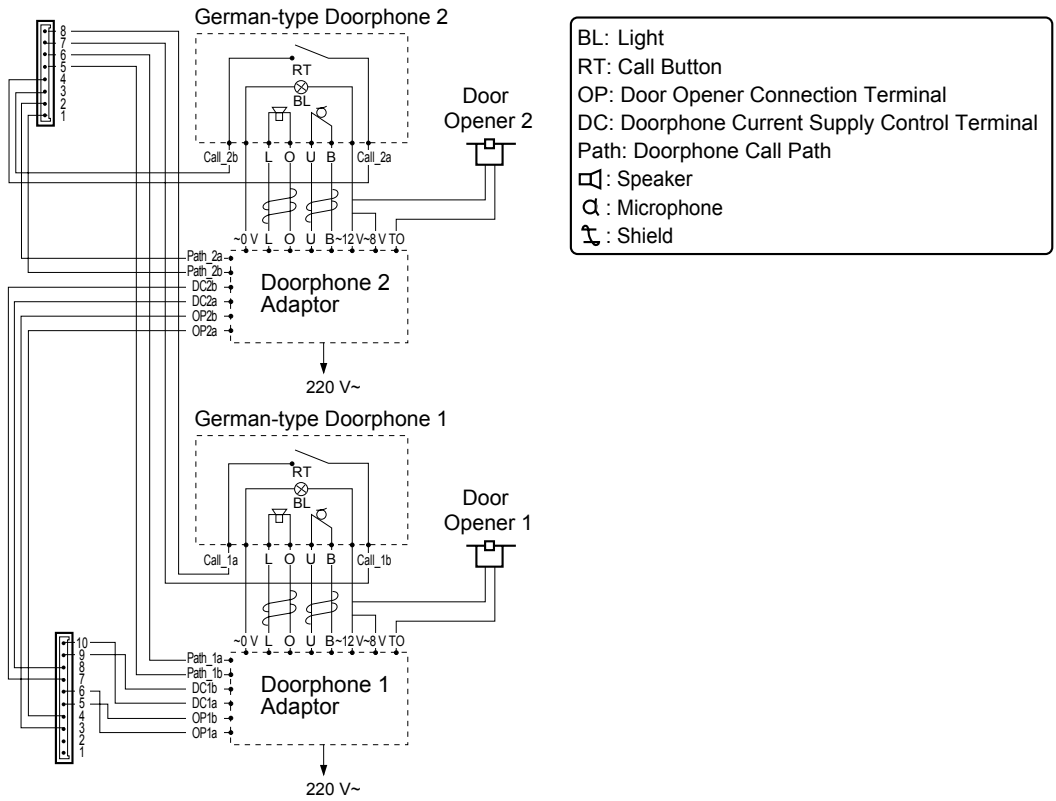 German-type Doorphone 2
8
7
6
5
4
3
2
1
RT
BL
Door
Opener 2
Call_2b L O U B Call_2a
~0 V L O U B ~12 V ~8 V TO
Path_2a
Path_2b
DC2b
DC2a
OP2b
OP2a
Doorphone 2
Adaptor
220 V~
German-type Doorphone 1
RT
BL
Door
Opener 1
Call_1a L O U B Call_1b
~0 V L O U B ~12 V ~8 V TO
10
9
8
7
6
5
4
3
2
1
Path_1a
Path_1b
DC1b
DC1a
OP1b
OP1a
Doorphone 1
Adaptor
220 V~
BL: Light
RT: Call Button
OP: Door Opener Connection Terminal
DC: Doorphone Current Supply Control Terminal
Path: Doorphone Call Path
: Speaker
: Microphone
: Shield